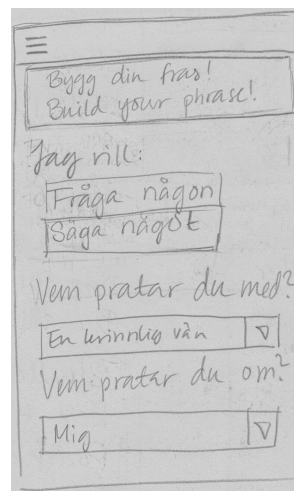 Bygg din fras!
Build your phrase!
Jag vill:
Fråga någon
Säga något
Vem pratar du med?
En kvinnlig vän
Vem pratar du om?
Mig